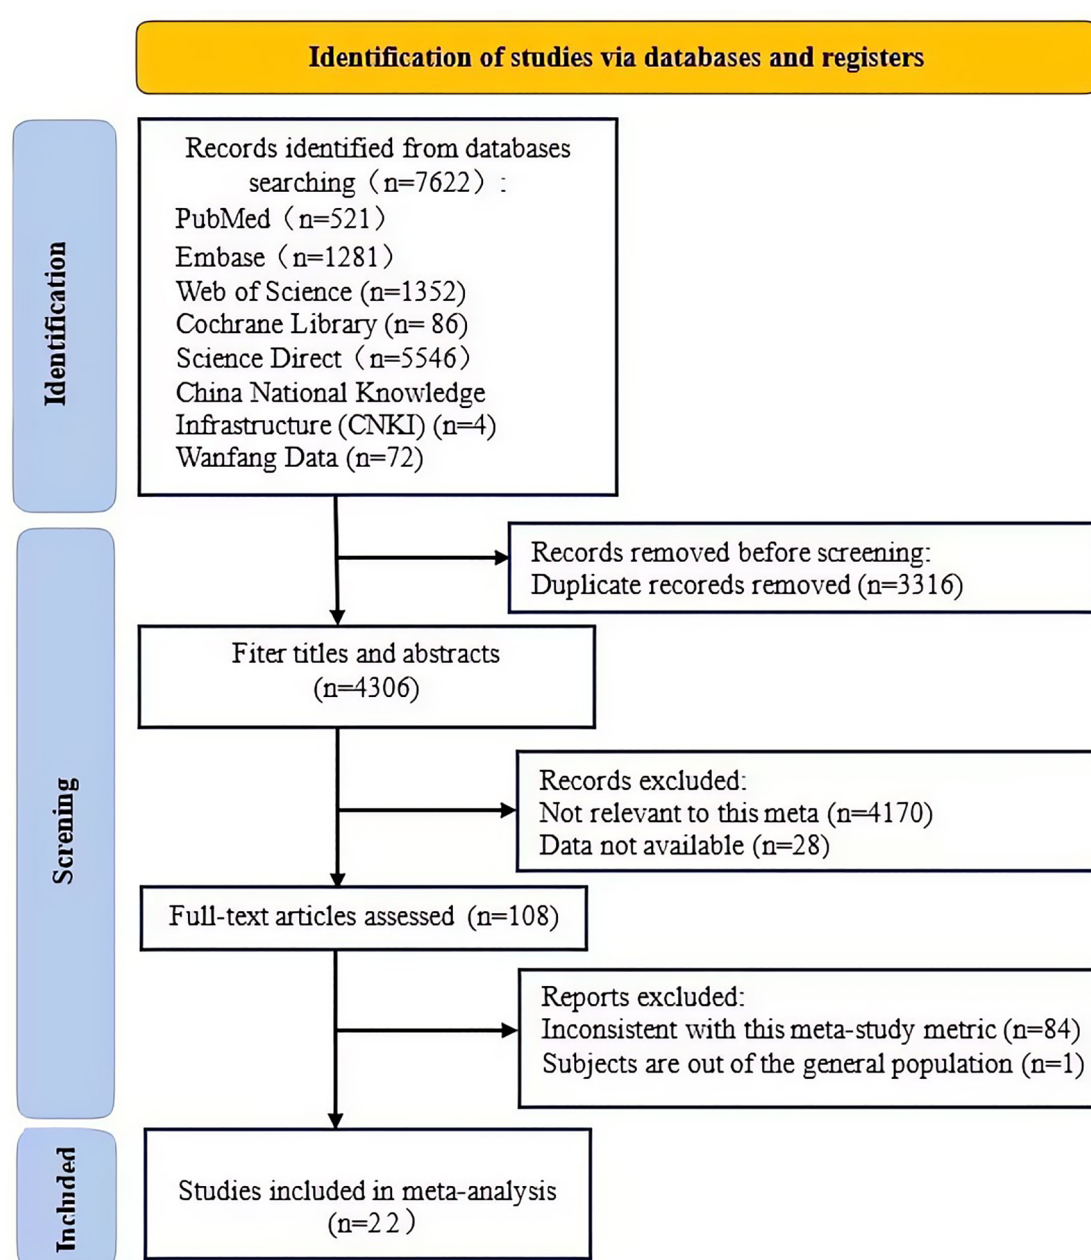 Identification of studies via databases and registers
Identification
Records identified from databases
searching（n=7622）:
PubMed（n=521）
Embase（n=1281）
Web of Science (n=1352)
Cochrane Library (n= 86)
Science Direct（n=5546）
China National Knowledge
Infrastructure (CNKI) (n=4)
Wanfang Data (n=72)
Records removed before screening:
Duplicate recoreds removed (n=3316)
Screning
Fiter titles and abstracts
(n=4306)
Records excluded:
Not relevant to this meta (n=4170)
Data not available (n=28)
Full-text articles assessed (n=108)
Reports excluded:
Inconsistent with this meta-study metric (n=84)
Subjects are out of the general population (n=1)
Included
Studies included in meta-analysis
(n=22）